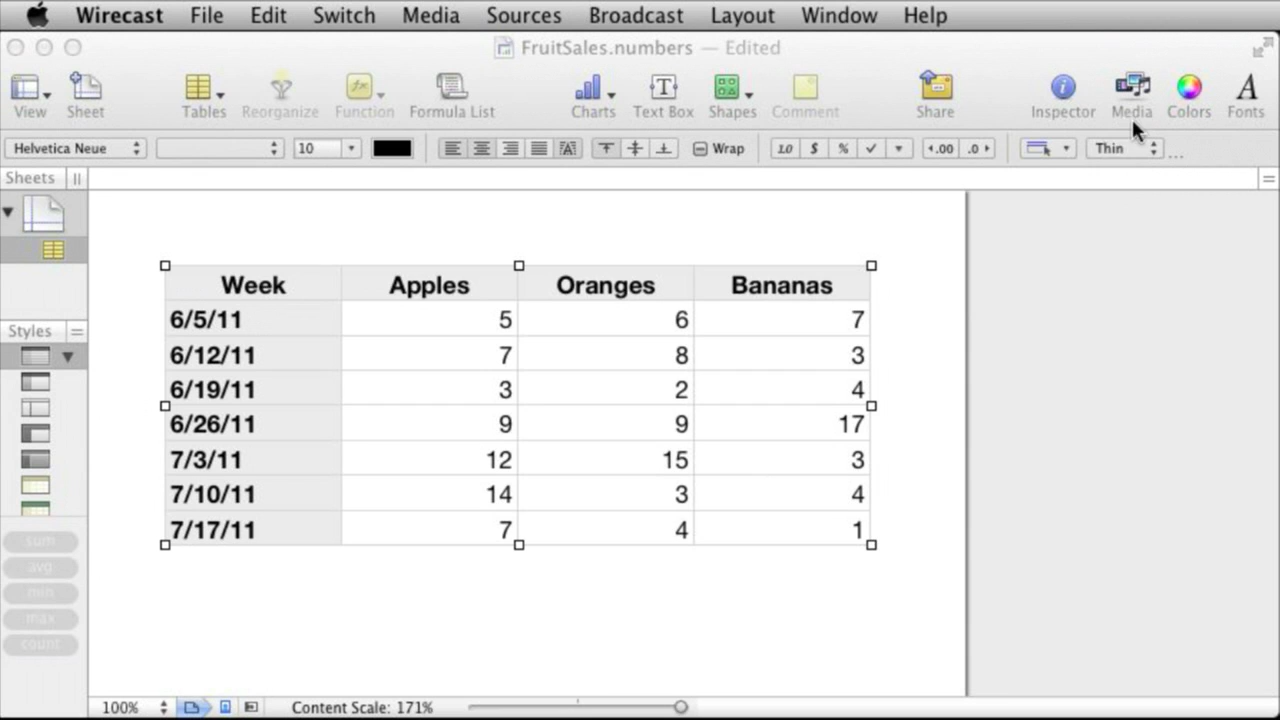 Wirecast File Edit Switch Media Sources Broadcast Layout Window Help
FruitSales.numbers — Edited
View Sheet Tables Reorganize Function Formula List Charts Text Box Shapes Comment Share Inspector Media Colors Fonts
Helvetica Neue 10 Wrap 1.0 $ % .00 .0 Thin ...
Sheets
Week Apples Oranges Bananas
6/5/11 5 6 7
6/12/11 7 8 3
6/19/11 3 2 4
6/26/11 9 9 17
7/3/11 12 15 3
7/10/11 14 3 4
7/17/11 7 4 1
Styles
sum
avg
min
max
count
100% Content Scale: 171%